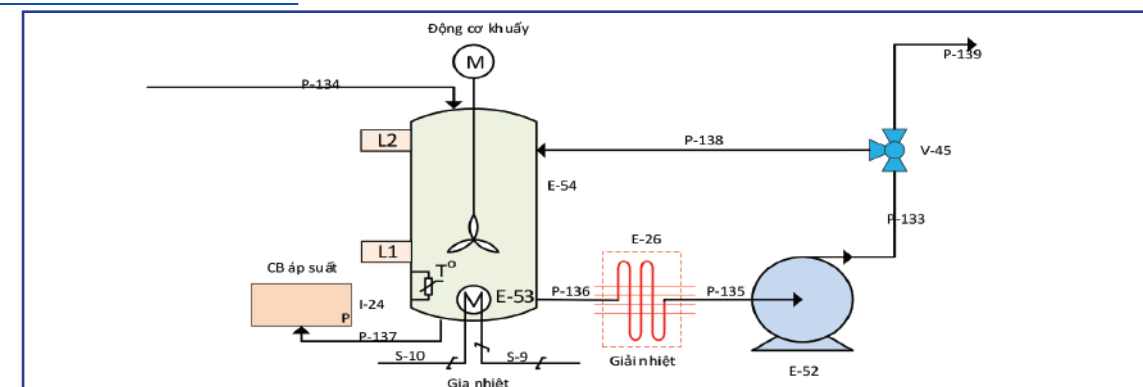 Động cơ khuấy
M
P-139
P-134
L2
P-138
V-45
E-54
P-133
L1
E-26
CB áp suất
T°
I-24
P
M
E-53
P-136
P-135
P-137
S-10
S-9
Giải nhiệt
E-52
Gia nhiệt